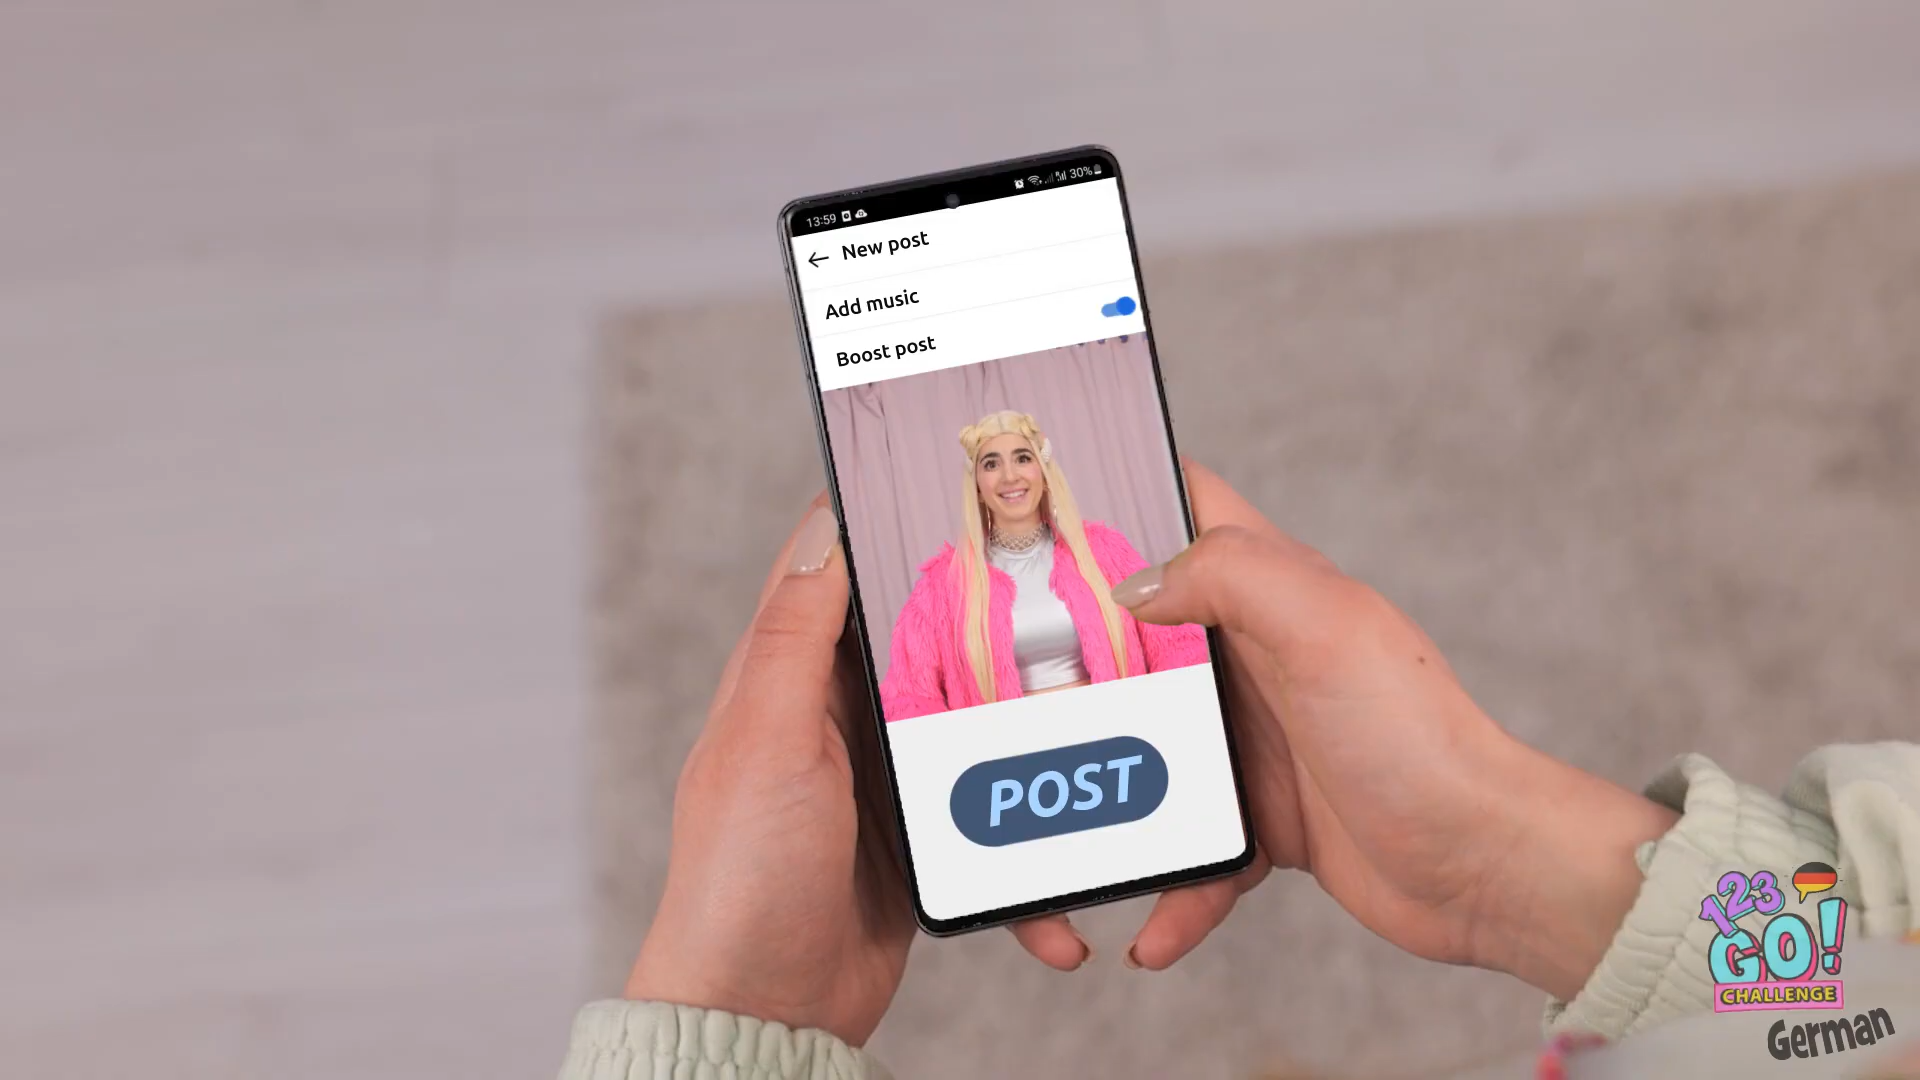 13:59
30%
New post
Add music
Boost post
POST
123
GO!
CHALLENGE
German